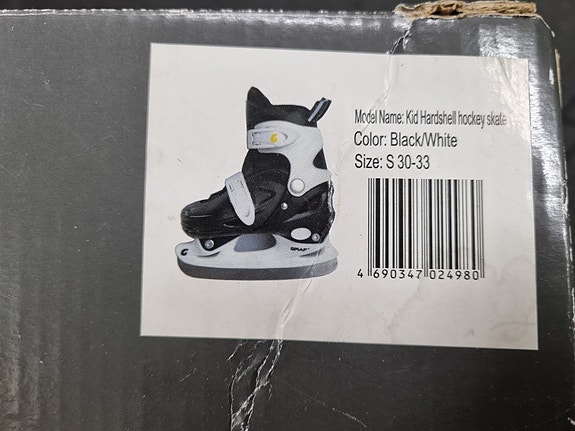 Model Name: Kid Hardshell hockey skate
Color: Black/White
Size: S 30-33
4 690347 024980